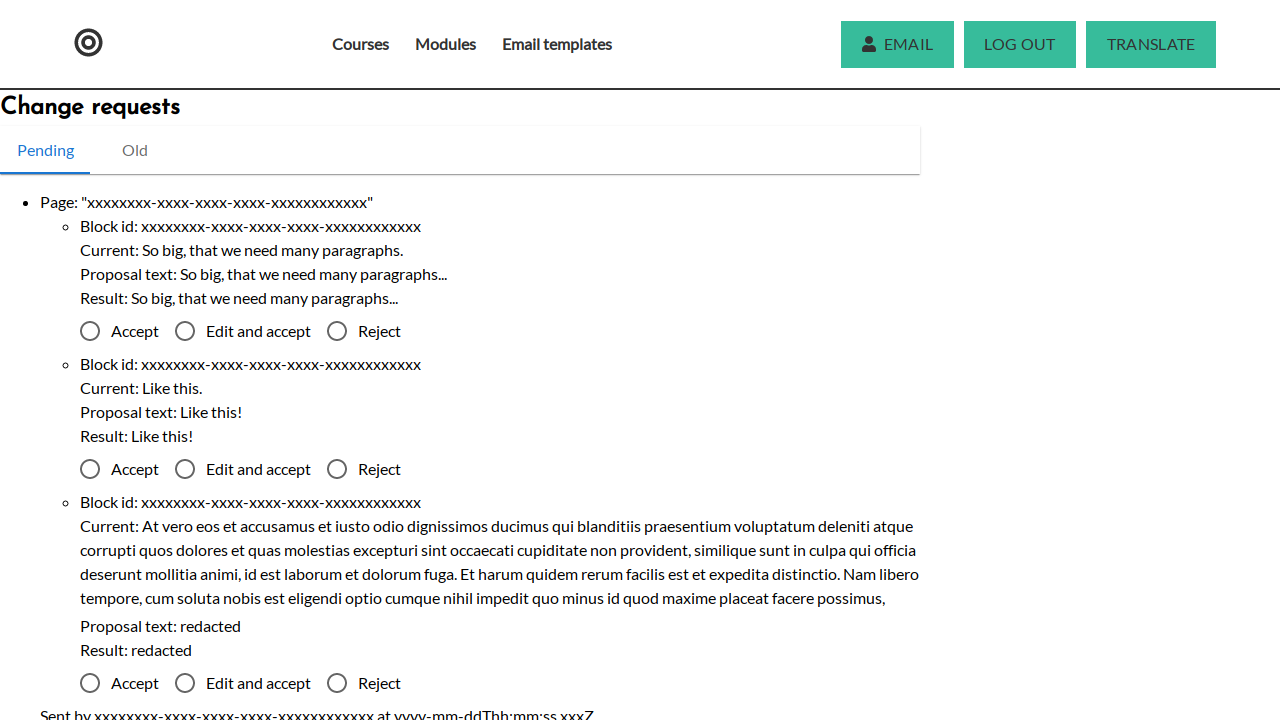 Courses
Modules
Email templates
EMAIL
LOG OUT
TRANSLATE
Change requests
Pending
Old
Page: "xxxxxxxx-xxxx-xxxx-xxxx-xxxxxxxxxxxx"
Block id: xxxxxxxx-xxxx-xxxx-xxxx-xxxxxxxxxxxx
Current: So big, that we need many paragraphs.
Proposal text: So big, that we need many paragraphs...
Result: So big, that we need many paragraphs...
Accept
Edit and accept
Reject
Block id: xxxxxxxx-xxxx-xxxx-xxxx-xxxxxxxxxxxx
Current: Like this.
Proposal text: Like this!
Result: Like this!
Accept
Edit and accept
Reject
Block id: xxxxxxxx-xxxx-xxxx-xxxx-xxxxxxxxxxxx
Current: At vero eos et accusamus et iusto odio dignissimos ducimus qui blanditiis praesentium voluptatum deleniti atque
corrupti quos dolores et quas molestias excepturi sint occaecati cupiditate non provident, similique sunt in culpa qui officia
deserunt mollitia animi, id est laborum et dolorum fuga. Et harum quidem rerum facilis est et expedita distinctio. Nam libero
tempore, cum soluta nobis est eligendi optio cumque nihil impedit quo minus id quod maxime placeat facere possimus,
Proposal text: redacted
Result: redacted
Accept
Edit and accept
Reject
Sent by xxxxxxxx-xxxx-xxxx-xxxx-xxxxxxxxxxxx at yyyy-mm-ddThh:mm:ss.xxxZ